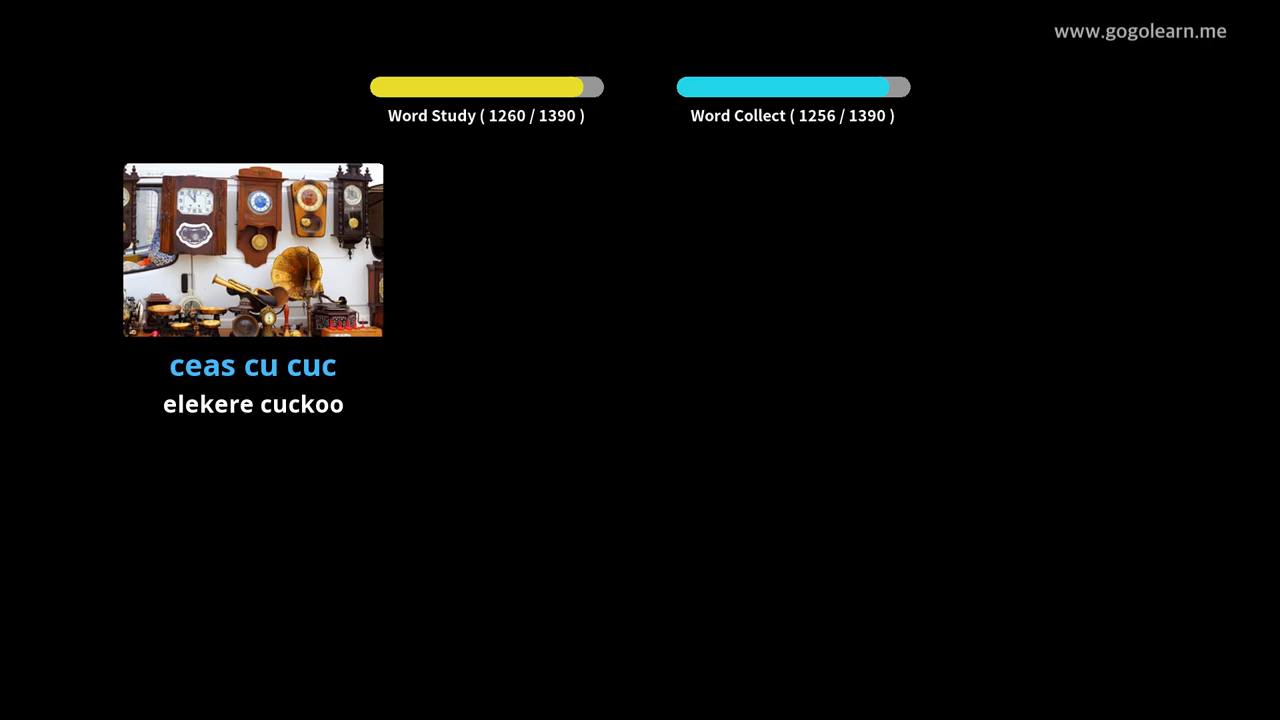 www.gogolearn.me
Word Study ( 1260 / 1390 )
Word Collect ( 1256 / 1390 )
ceas cu cuc
elekere cuckoo